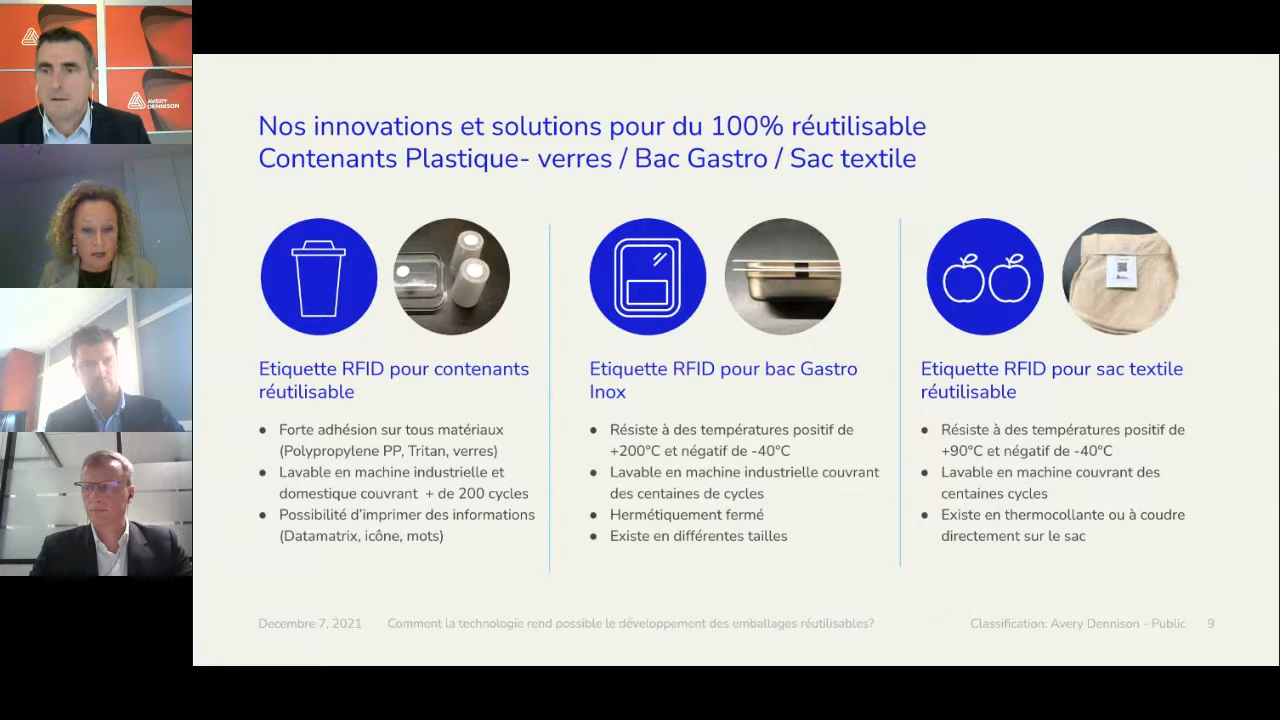 AVERY
DENNISON
Nos innovations et solutions pour du 100% réutilisable
Contenants Plastique- verres / Bac Gastro / Sac textile
Etiquette RFID pour contenants
réutilisable
● Forte adhésion sur tous matériaux
(Polypropylene PP, Tritan, verres)
● Lavable en machine industrielle et
domestique couvrant + de 200 cycles
● Possibilité d'imprimer des informations
(Datamatrix, icône, mots)
Etiquette RFID pour bac Gastro
Inox
● Résiste à des températures positif de
+200°C et négatif de -40°C
● Lavable en machine industrielle couvrant
des centaines de cycles
● Hermétiquement fermé
● Existe en différentes tailles
Etiquette RFID pour sac textile
réutilisable
● Résiste à des températures positif de
+90°C et négatif de -40°C
● Lavable en machine couvrant des
centaines cycles
● Existe en thermocollante ou à coudre
directement sur le sac
Decembre 7, 2021 Comment la technologie rend possible le développement des emballages réutilisables? Classification: Avery Dennison - Public 9